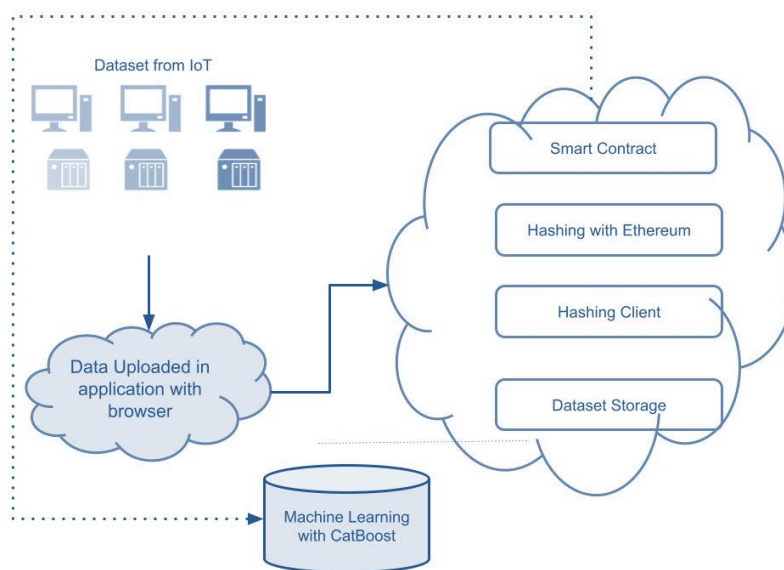 Dataset from IoT
Smart Contract
Hashing with Ethereum
Hashing Client
Data Uploaded in
application with
browser
Dataset Storage
Machine Learning
with CatBoost